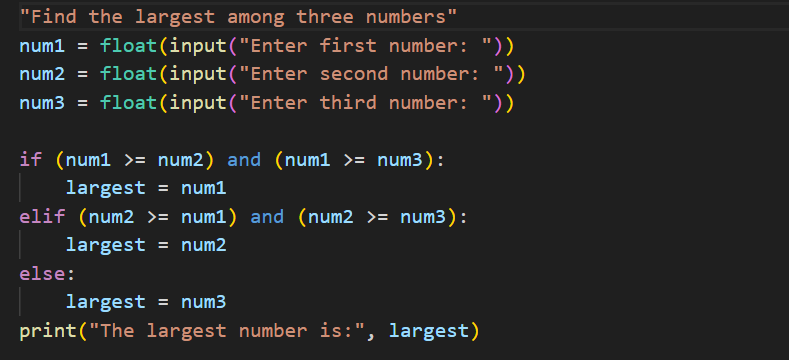 "Find the largest among three numbers"
num1 = float(input("Enter first number: "))
num2 = float(input("Enter second number: "))
num3 = float(input("Enter third number: "))

if (num1 >= num2) and (num1 >= num3):
    largest = num1
elif (num2 >= num1) and (num2 >= num3):
    largest = num2
else:
    largest = num3
print("The largest number is:", largest)